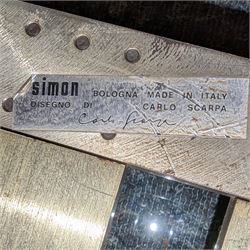 simon BOLOGNA MADE IN ITALY
DISEGNO DI CARLO SCARPA
Carlo Scarpa